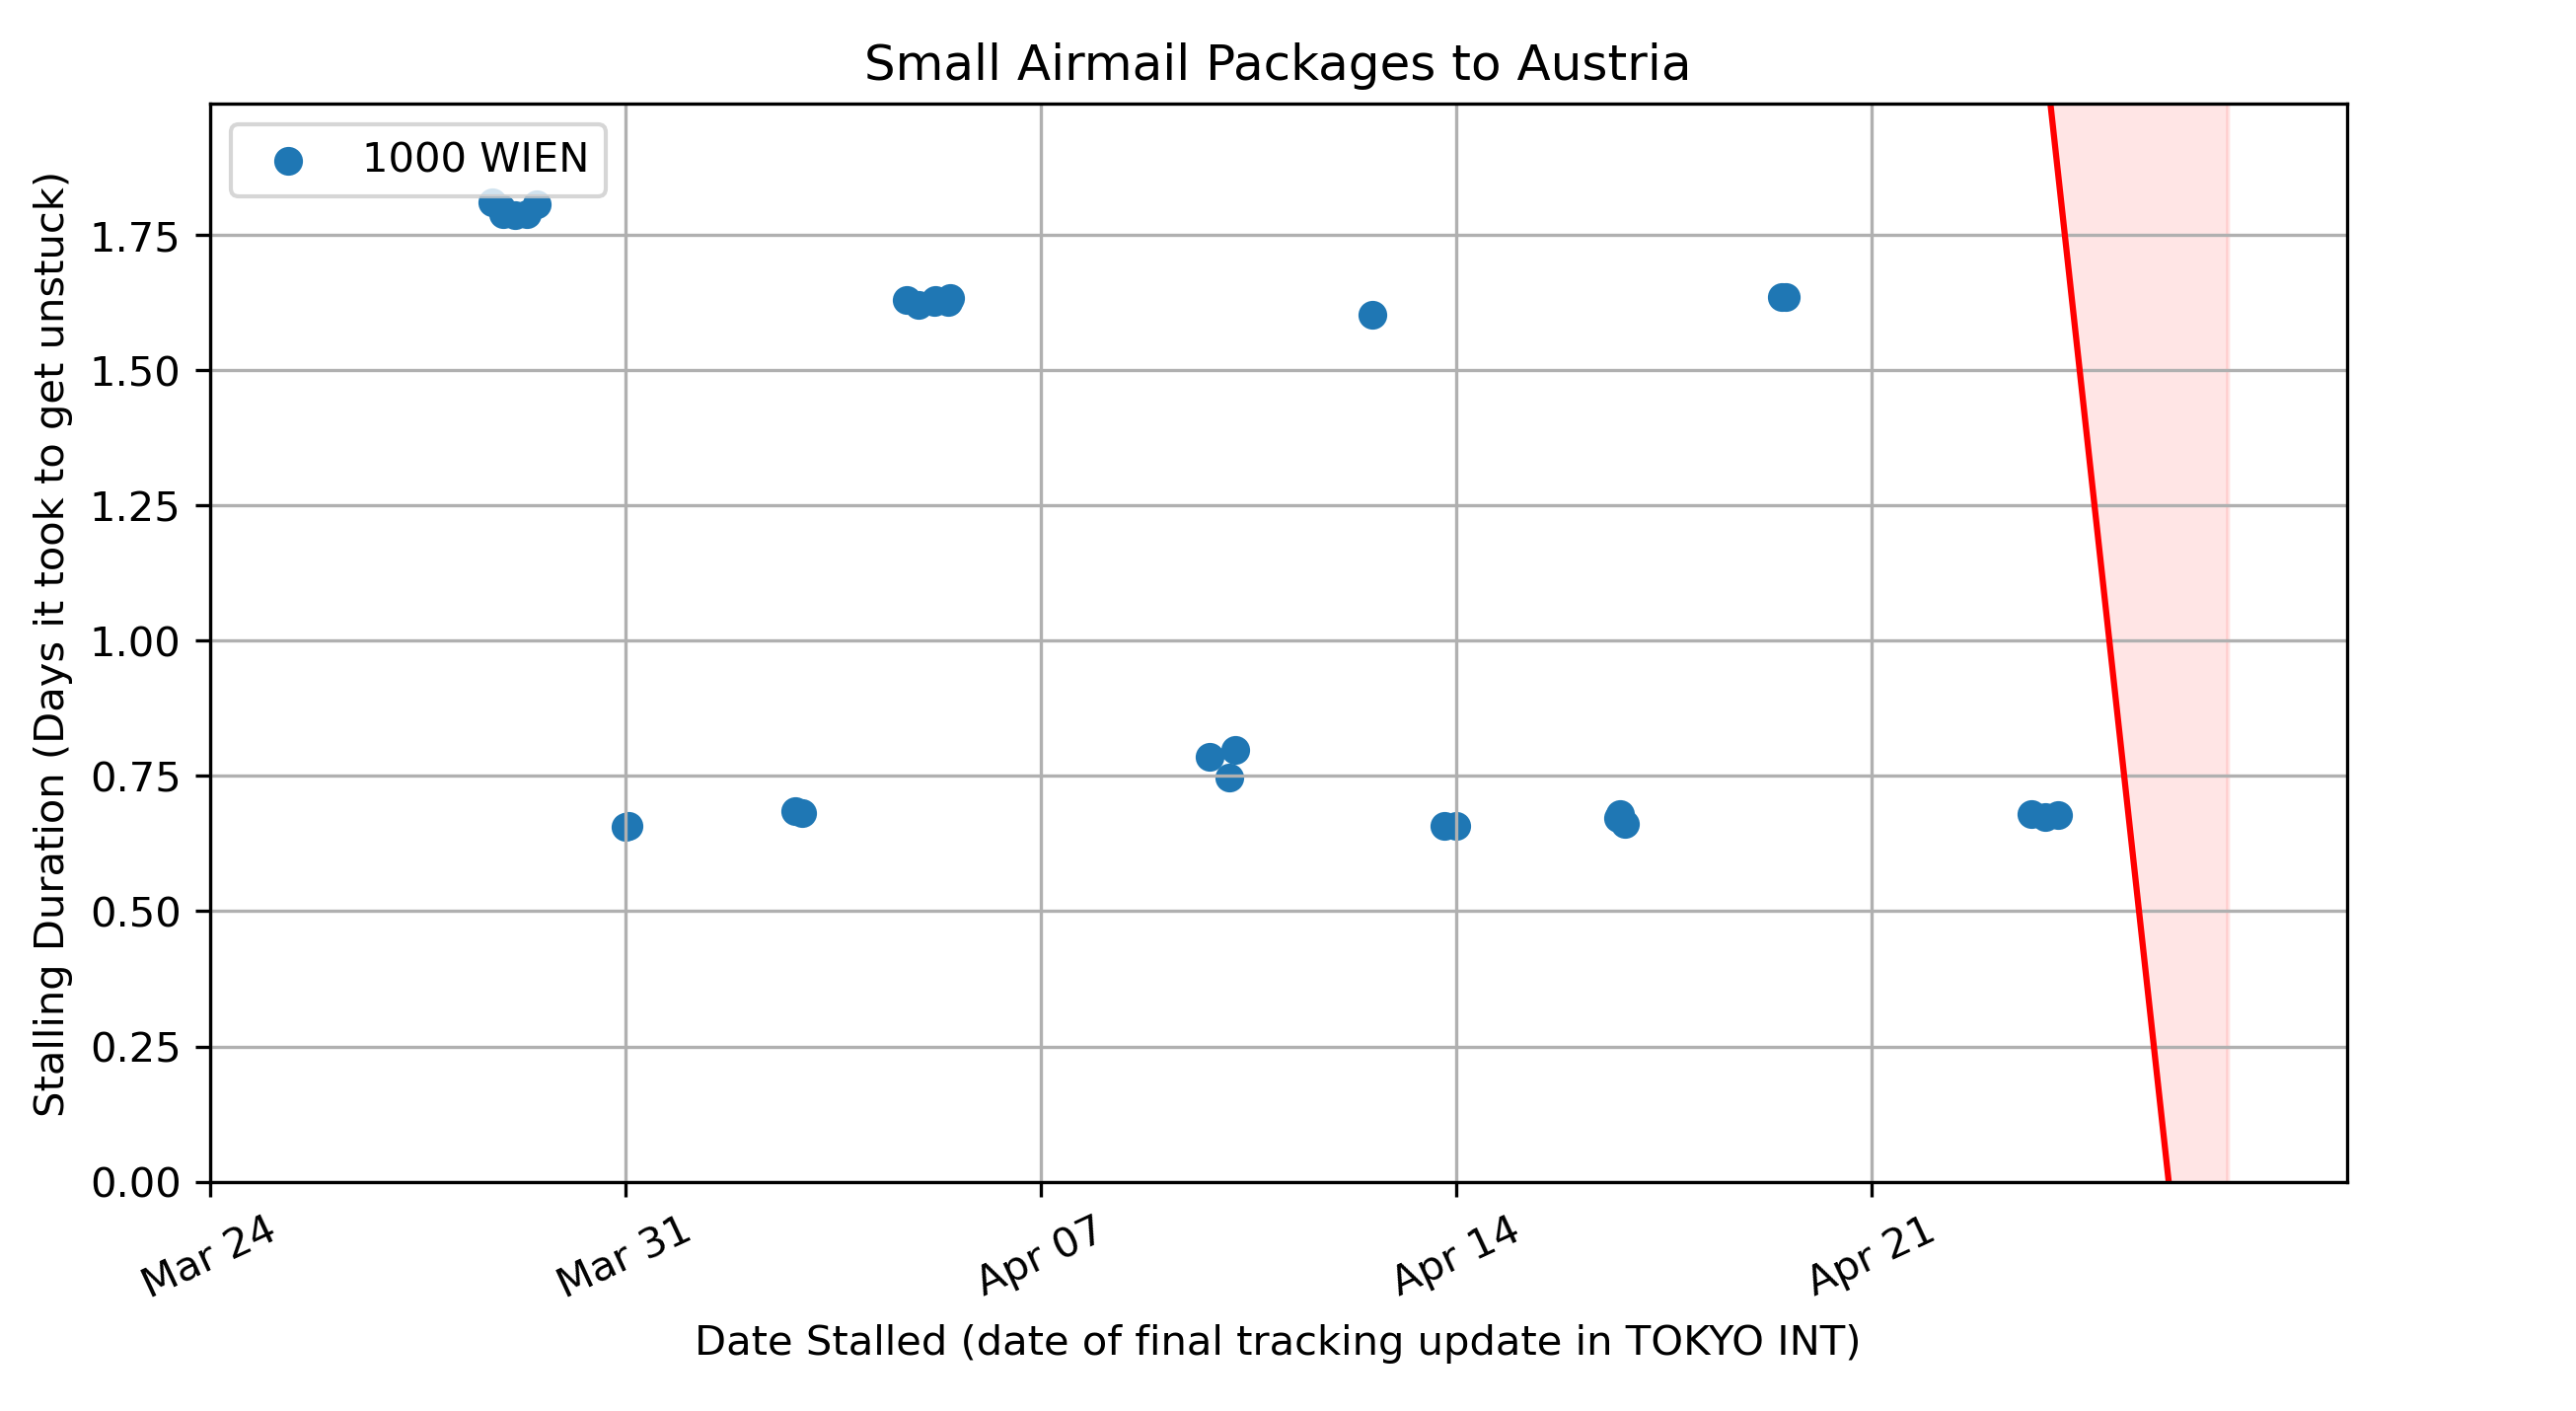 Small Airmail Packages to Austria
1000 WIEN
Stalling Duration (Days it took to get unstuck)
1.75
1.50
1.25
1.00
0.75
0.50
0.25
0.00
Mar 24
Mar 31
Apr 07
Apr 14
Apr 21
Date Stalled (date of final tracking update in TOKYO INT)